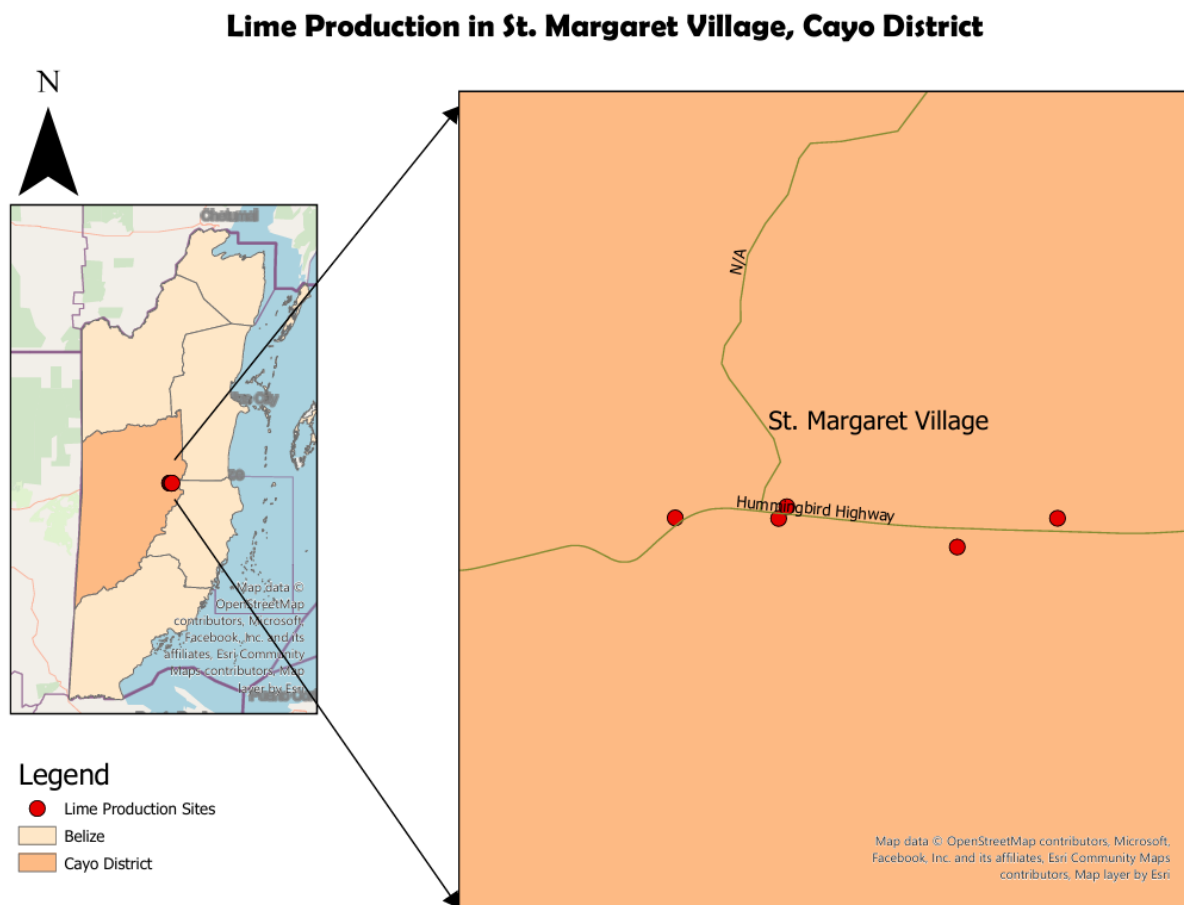 Lime Production in St. Margaret Village, Cayo District
N
Chetumal
City
Map data ©
OpenStreetMap
contributors, Microsoft,
Facebook, Inc. and its
affiliates, Esri Community
Maps contributors, Map
layer by Esri
Legend
Lime Production Sites
Belize
Cayo District
N/A
St. Margaret Village
Hummingbird Highway
Map data © OpenStreetMap contributors, Microsoft,
Facebook, Inc. and its affiliates, Esri Community Maps
contributors, Map layer by Esri